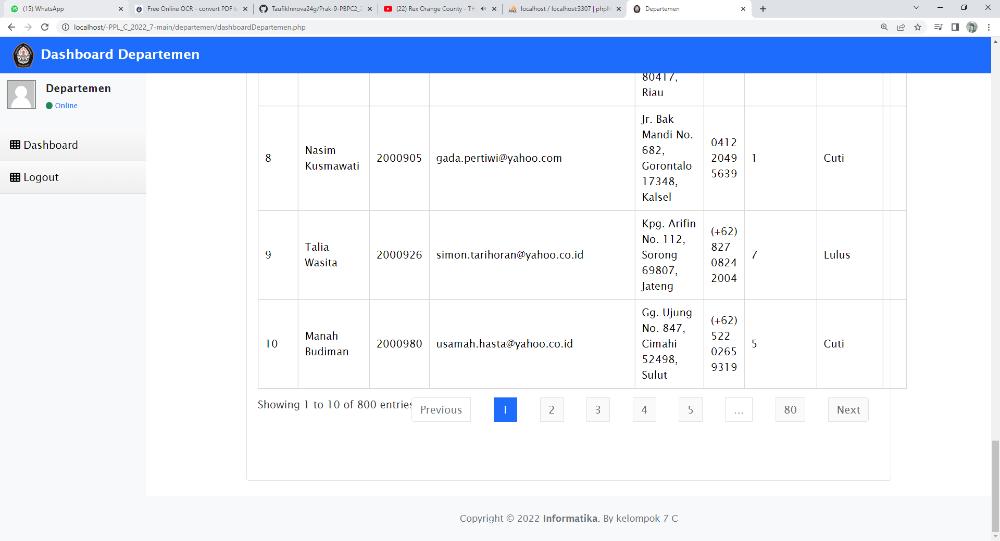 (15) WhatsApp
Free Online OCR - convert PDF to
TaufikInnova24g/Prak-9-PBPC2_2
(22) Rex Orange County - TH
localhost / localhost:3307 | phpM
Departemen
localhost/-PPL_C_2022_7-main/departemen/dashboardDepartemen.php
Dashboard Departemen
Departemen
Online
Dashboard
Logout
80417,
Riau
8
Nasim
Kusmawati
2000905
gada.pertiwi@yahoo.com
Jr. Bak
Mandi No.
682,
Gorontalo
17348,
Kalsel
0412
2049
5639
1
Cuti
9
Talia
Wasita
2000926
simon.tarihoran@yahoo.co.id
Kpg. Arifin
No. 112,
Sorong
69807,
Jateng
(+62)
827
0824
2004
7
Lulus
10
Manah
Budiman
2000980
usamah.hasta@yahoo.co.id
Gg. Ujung
No. 847,
Cimahi
52498,
Sulut
(+62)
522
0265
9319
5
Cuti
Showing 1 to 10 of 800 entries
Previous 1 2 3 4 5 … 80 Next
Copyright © 2022 Informatika. By kelompok 7 C